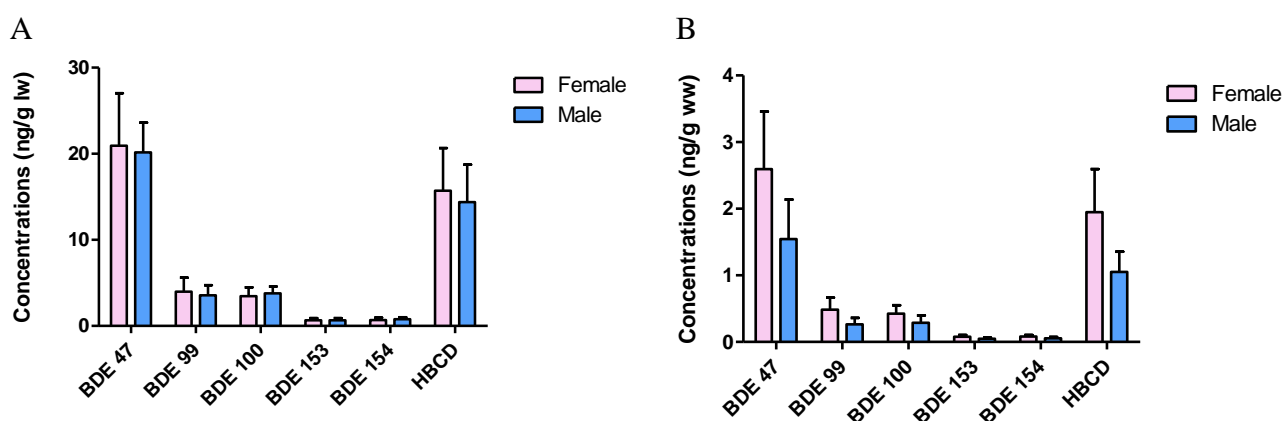 A
Concentrations (ng/g lw)
30
20
10
0
BDE 47
BDE 99
BDE 100
BDE 153
BDE 154
HBCD
Female
Male
B
Concentrations (ng/g ww)
4
3
2
1
0
BDE 47
BDE 99
BDE 100
BDE 153
BDE 154
HBCD
Female
Male